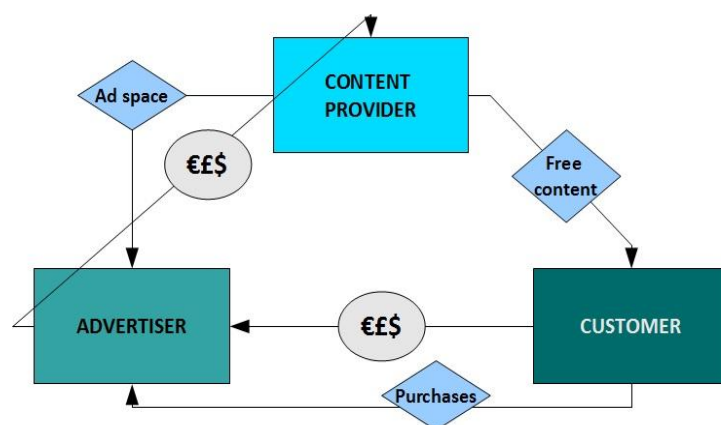 CONTENT
PROVIDER
Ad space
€£$
Free
content
ADVERTISER
€£$
CUSTOMER
Purchases